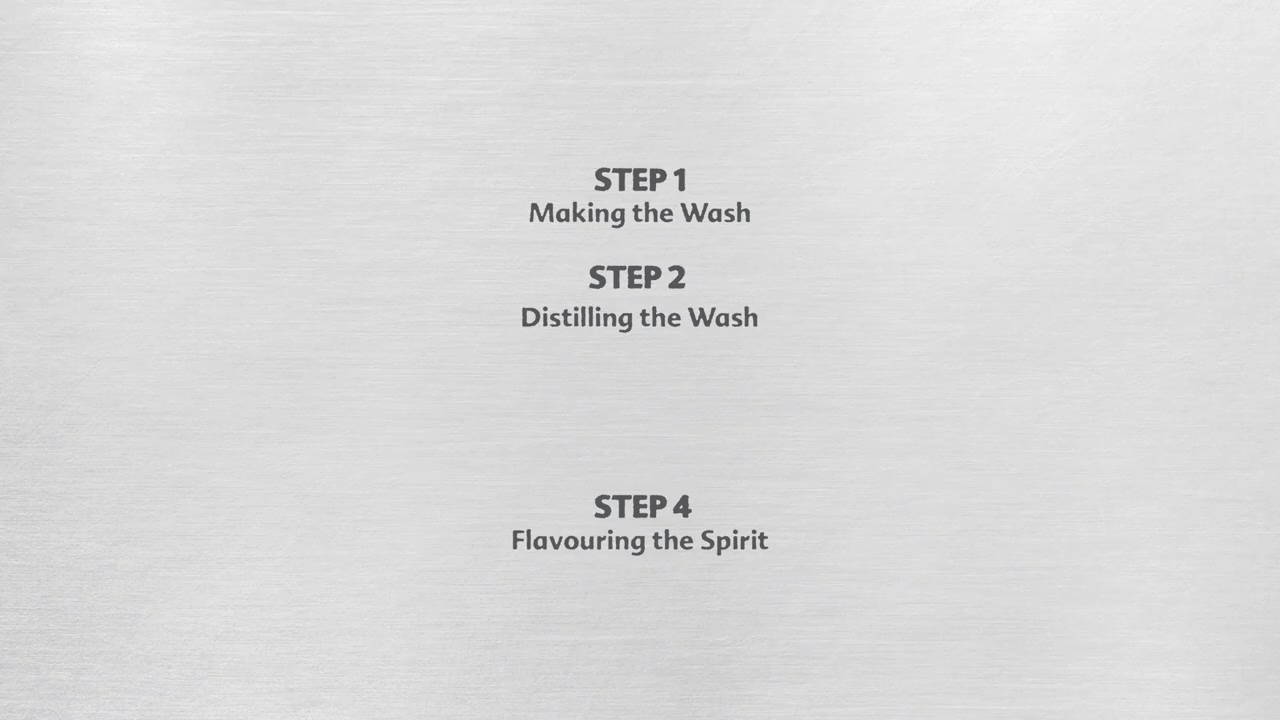 STEP 1
Making the Wash
STEP 2
Distilling the Wash
STEP 4
Flavouring the Spirit